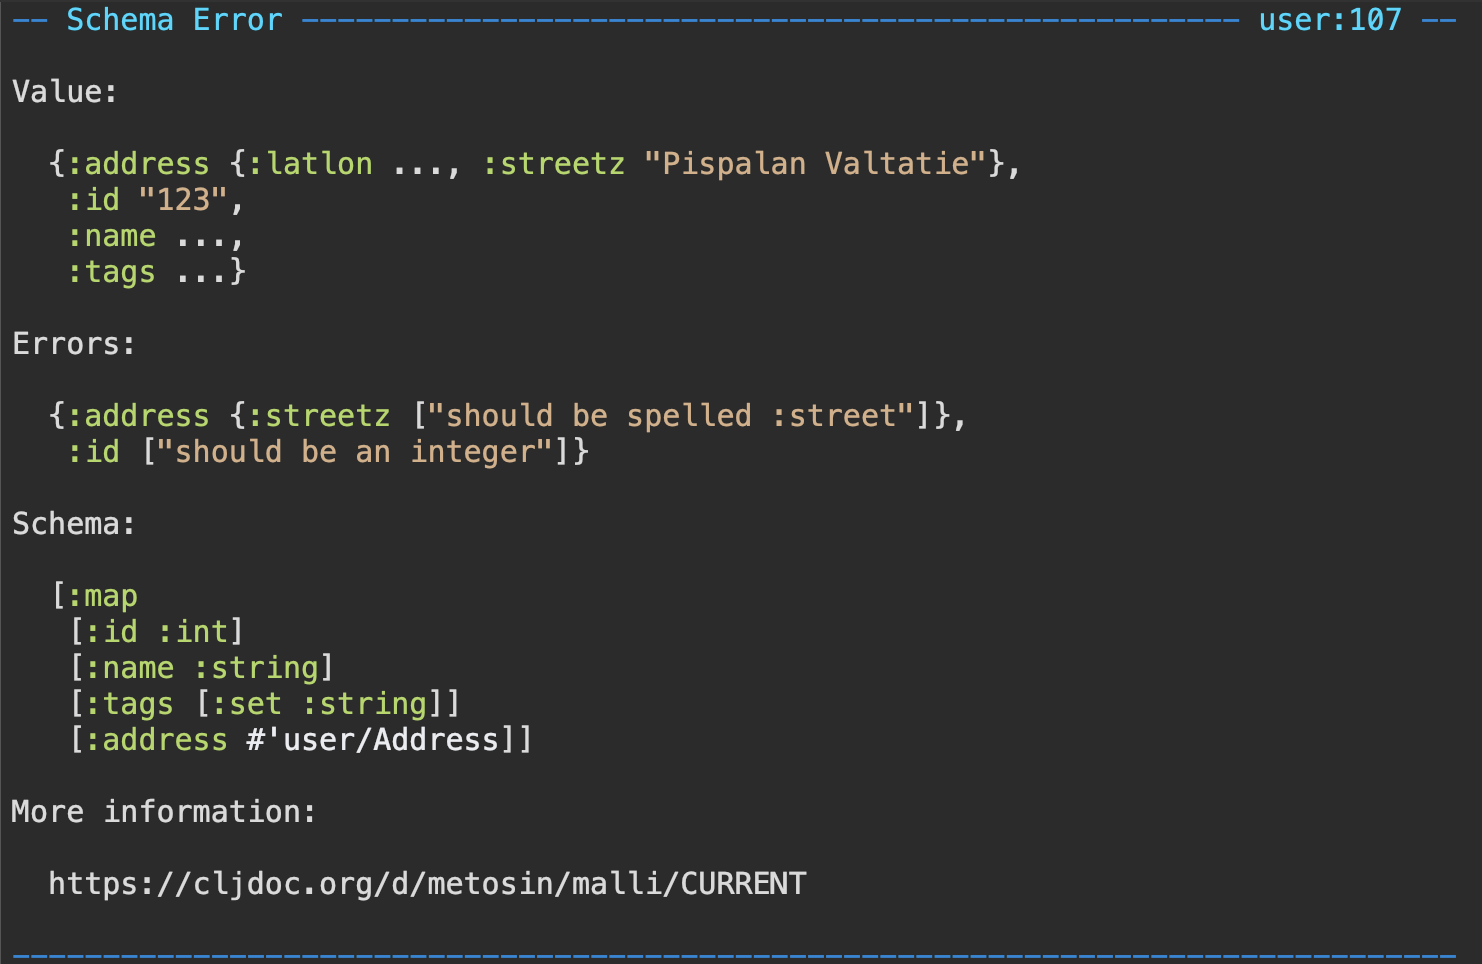 ── Schema Error ──────────────────────────────────────────────────── user:107 ──
Value:
  {:address {:latlon ..., :streetz "Pispalan Valtatie"},
   :id "123",
   :name ...,
   :tags ...}
Errors:
  {:address {:streetz ["should be spelled :street"]},
   :id ["should be an integer"]}
Schema:
  [:map
   [:id :int]
   [:name :string]
   [:tags [:set :string]]
   [:address #'user/Address]]
More information:
  https://cljdoc.org/d/metosin/malli/CURRENT